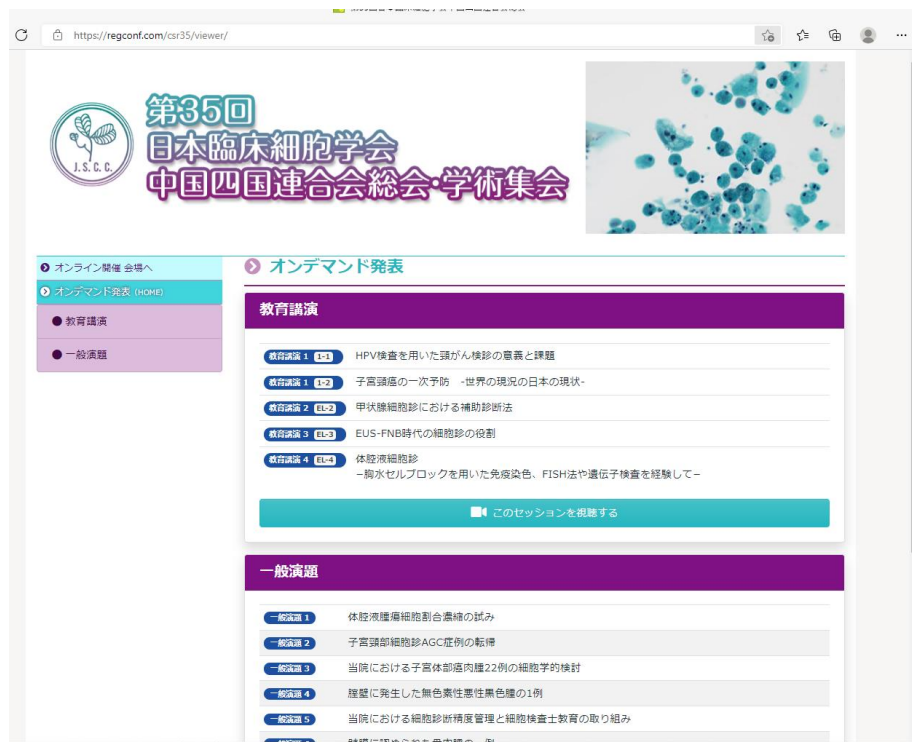 https://regconf.com/csr35/viewer/
J.S.C.C.
第35回
日本臨床細胞学会
中国四国連合会総会・学術集会
オンライン開催 会場へ
オンデマンド発表 (HOME)
教育講演
一般演題
オンデマンド発表
教育講演
教育講演 1 1-1 HPV検査を用いた頸がん検診の意義と課題
教育講演 1 1-2 子宮頸癌の一次予防 -世界の現況の日本の現状-
教育講演 2 EL-2 甲状腺細胞診における補助診断法
教育講演 3 EL-3 EUS-FNB時代の細胞診の役割
教育講演 4 EL-4 体腔液細胞診
−胸水セルブロックを用いた免疫染色、FISH法や遺伝子検査を経験して−
このセッションを視聴する
一般演題
一般演題 1 体腔液腫瘍細胞割合濃縮の試み
一般演題 2 子宮頸部細胞診AGC症例の転帰
一般演題 3 当院における子宮体部癌肉腫22例の細胞学的検討
一般演題 4 腟壁に発生した無色素性悪性黒色腫の1例
一般演題 5 当院における細胞診断精度管理と細胞検査士教育の取り組み